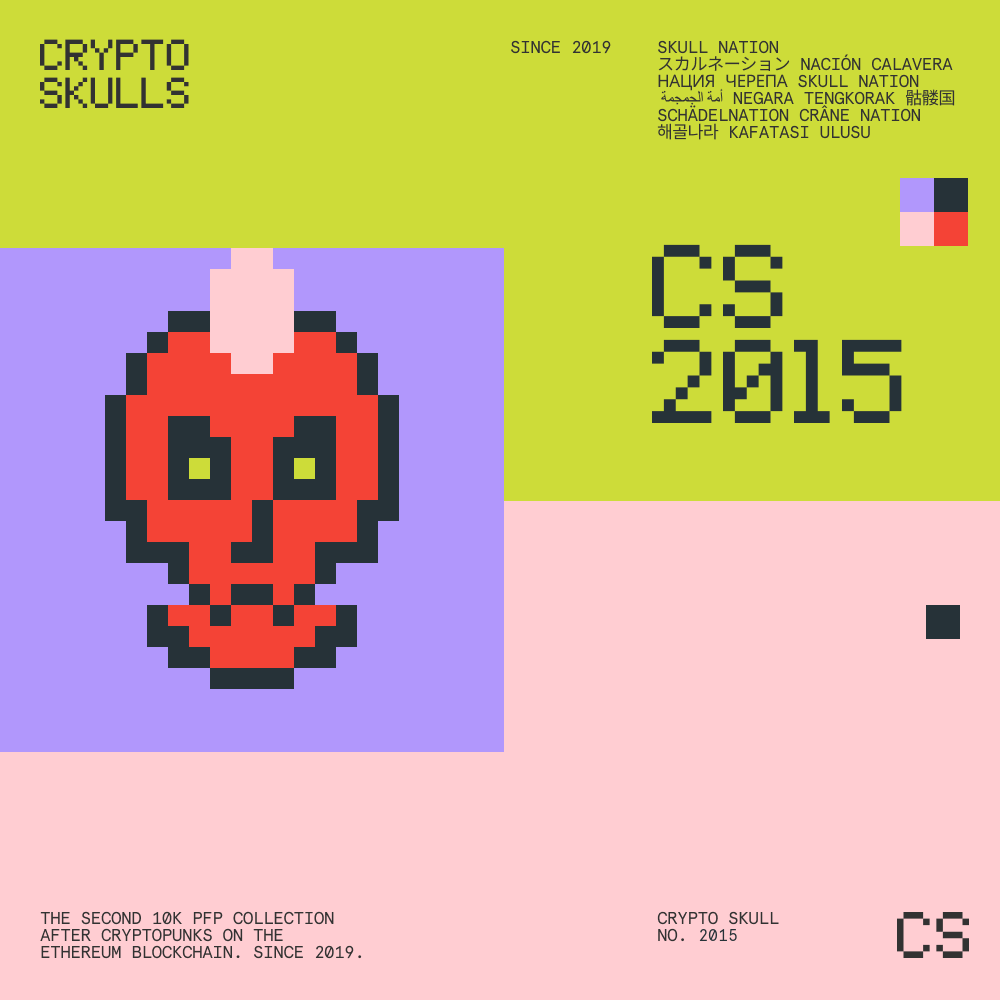 CRYPTO
SKULLS
SINCE 2019
SKULL NATION
スカルネーション NACIÓN CALAVERA
НАЦИЯ ЧЕРЕПА SKULL NATION
أمة الجمجمة NEGARA TENGKORAK 骷髅国
SCHÄDELNATION CRÂNE NATION
해골나라 KAFATASI ULUSU
CS
2015
THE SECOND 10K PFP COLLECTION
AFTER CRYPTOPUNKS ON THE
ETHEREUM BLOCKCHAIN. SINCE 2019.
CRYPTO SKULL
NO. 2015
CS